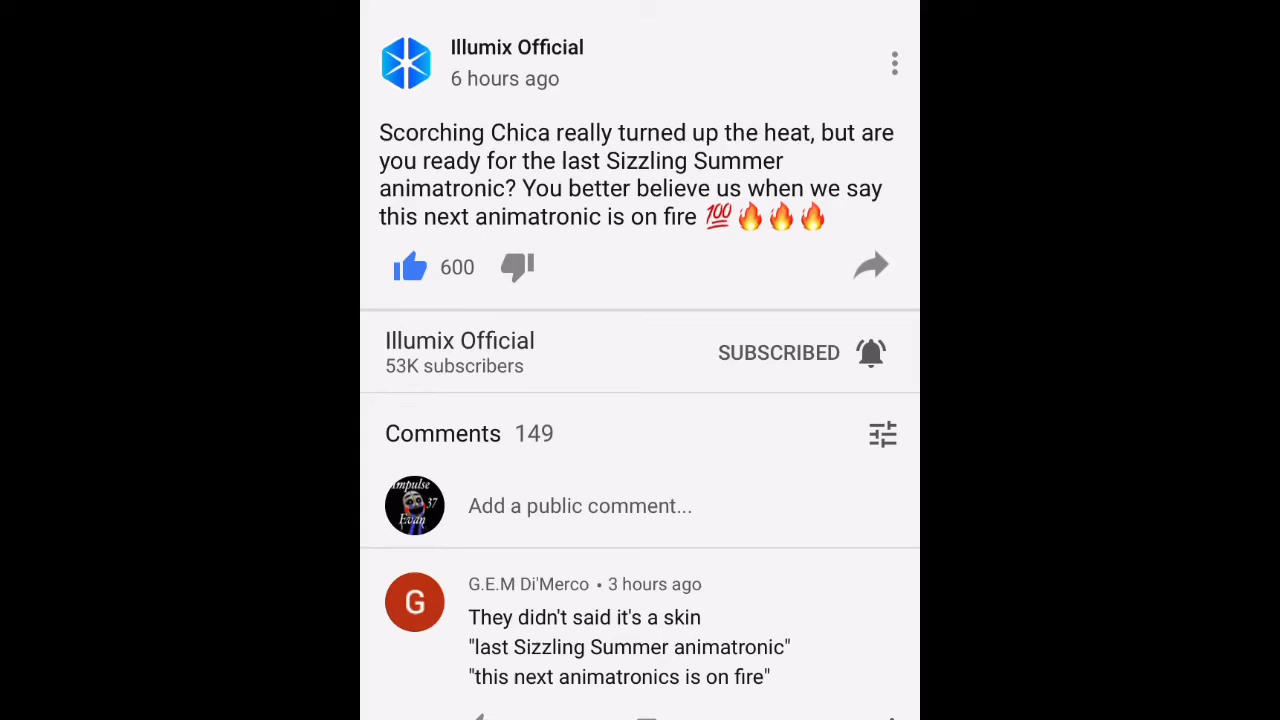 Illumix Official
6 hours ago
Scorching Chica really turned up the heat, but are
you ready for the last Sizzling Summer
animatronic? You better believe us when we say
this next animatronic is on fire 💯🔥🔥🔥
600
Illumix Official
53K subscribers
SUBSCRIBED
Comments 149
Impulse
37
Evan
Add a public comment...
G
G.E.M Di'Merco • 3 hours ago
They didn't said it's a skin
"last Sizzling Summer animatronic"
"this next animatronics is on fire"